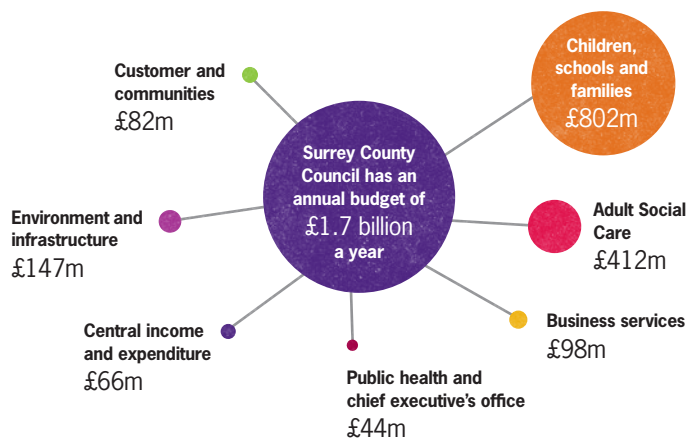 Children,
schools and
families
£802m
Customer and
communities
£82m
Surrey County
Council has an
annual budget of
£1.7 billion
a year
Environment and
infrastructure
£147m
Adult Social
Care
£412m
Central income
and expenditure
£66m
Business services
£98m
Public health and
chief executive's office
£44m